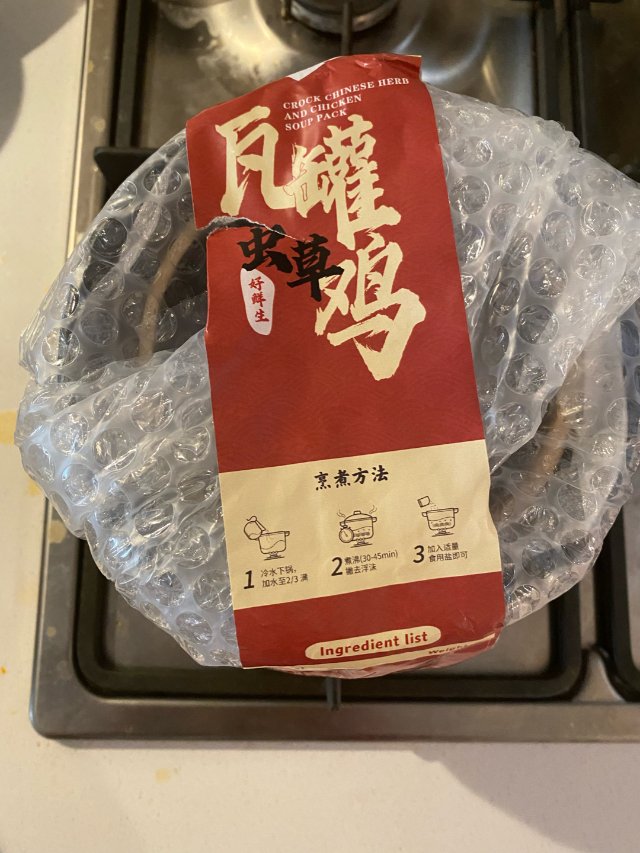 CROCK CHINESE HERB
AND CHICKEN
SOUP PACK
瓦罐鸡
虫草
好鲜生
烹煮方法
1 冷水下锅，
加水至2/3 满
2 煮沸(30-45min)
撇去浮沫
3 加入适量
食用盐即可
Ingredient list